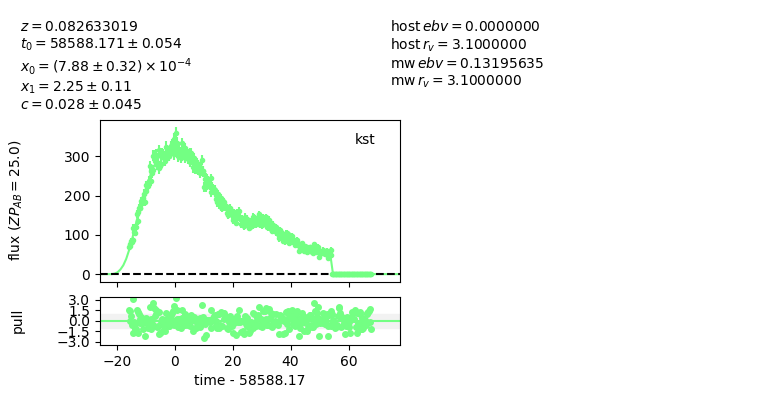 z = 0.082633019
t₀ = 58588.171 ± 0.054
x₀ = (7.88 ± 0.32) × 10⁻⁴
x₁ = 2.25 ± 0.11
c = 0.028 ± 0.045
host ebv = 0.0000000
host r_v = 3.1000000
mw ebv = 0.13195635
mw r_v = 3.1000000
flux (ZP_AB = 25.0)
300
200
100
0
kst
pull
3.0
1.5
0.0
−1.5
−3.0
−20 0 20 40 60
time - 58588.17